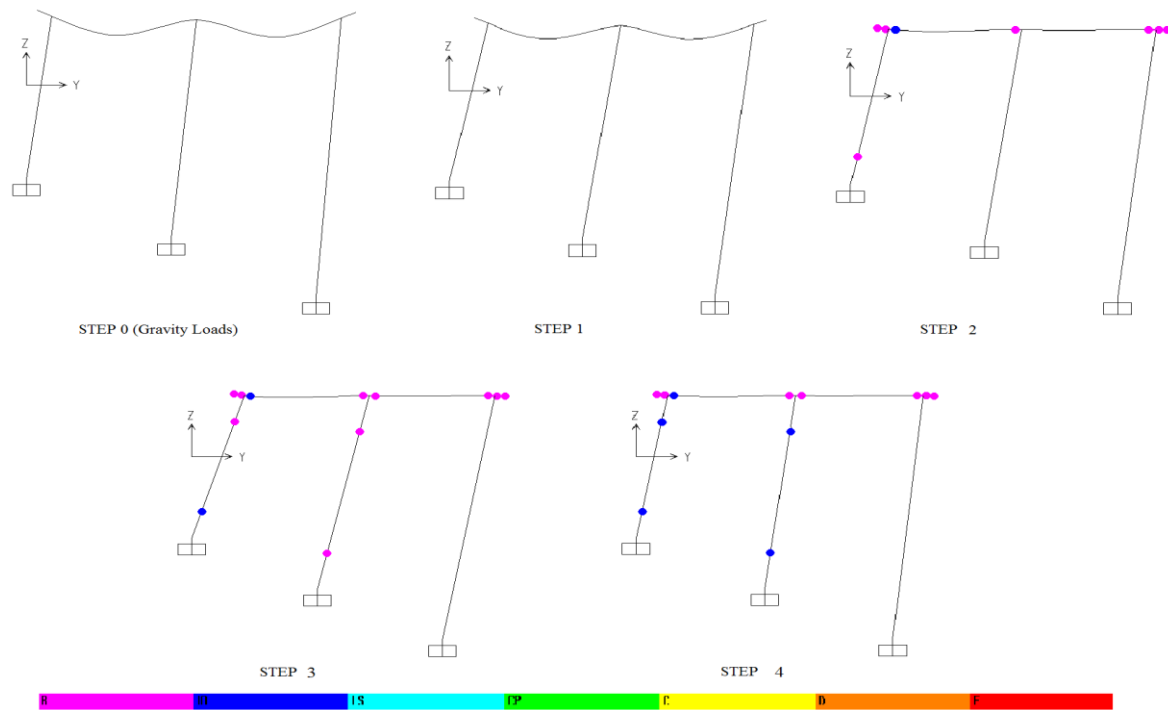 Z
Y
Z
Y
Z
Y
STEP 0 (Gravity Loads)
STEP 1
STEP 2
Z
Y
Z
Y
STEP 3
STEP 4
B IO LS CP C D E